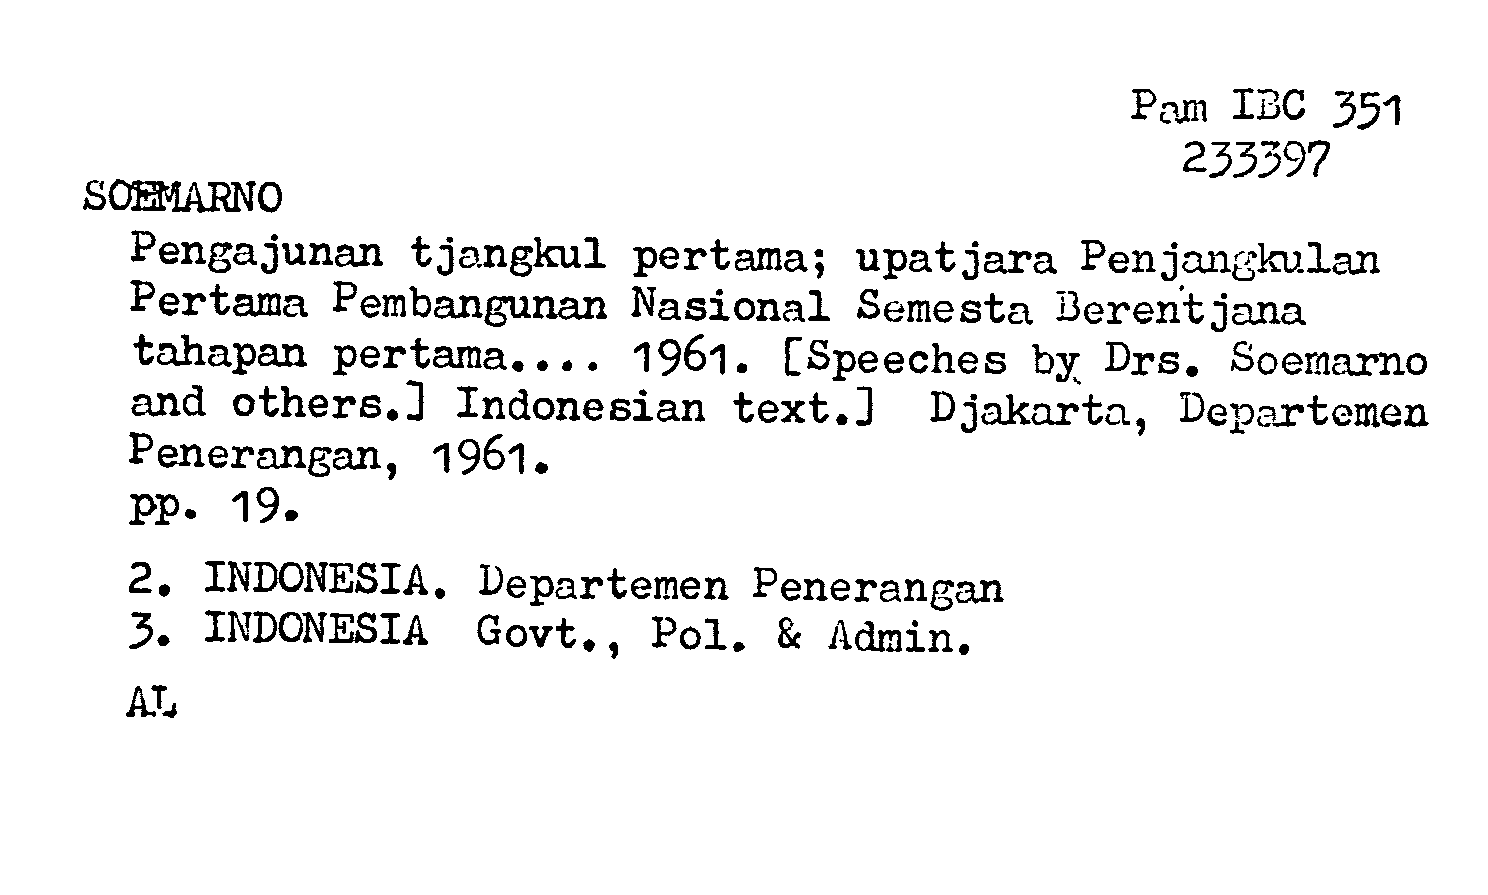 Pam IBC 351
233397
SOEMARNO
Pengajunan tjangkul pertama; upatjara Penjangkulan
Pertama Pembangunan Nasional Semesta Berentjana
tahapan pertama.... 1961. [Speeches by Drs. Soemarno
and others.] Indonesian text.] Djakarta, Departemen
Penerangan, 1961.
pp. 19.
2. INDONESIA. Departemen Penerangan
3. INDONESIA Govt., Pol. & Admin.
AL